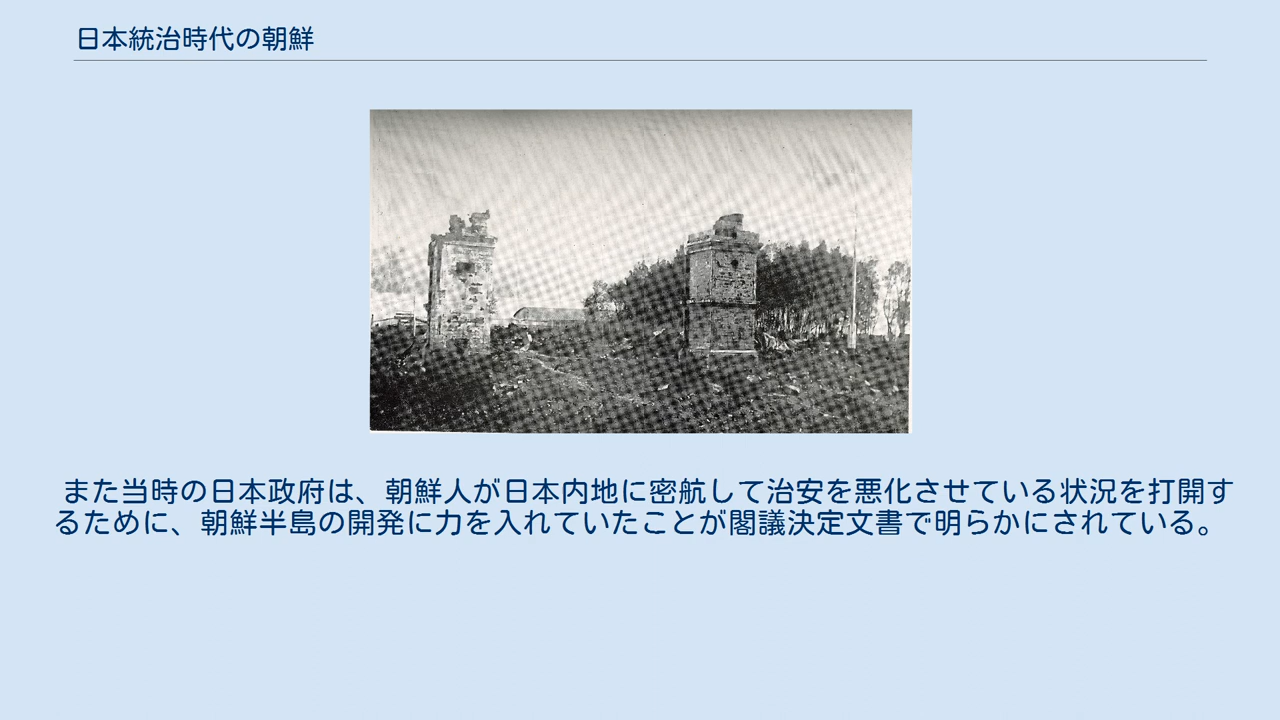 日本統治時代の朝鮮
また当時の日本政府は、朝鮮人が日本内地に密航して治安を悪化させている状況を打開す
るために、朝鮮半島の開発に力を入れていたことが閣議決定文書で明らかにされている。